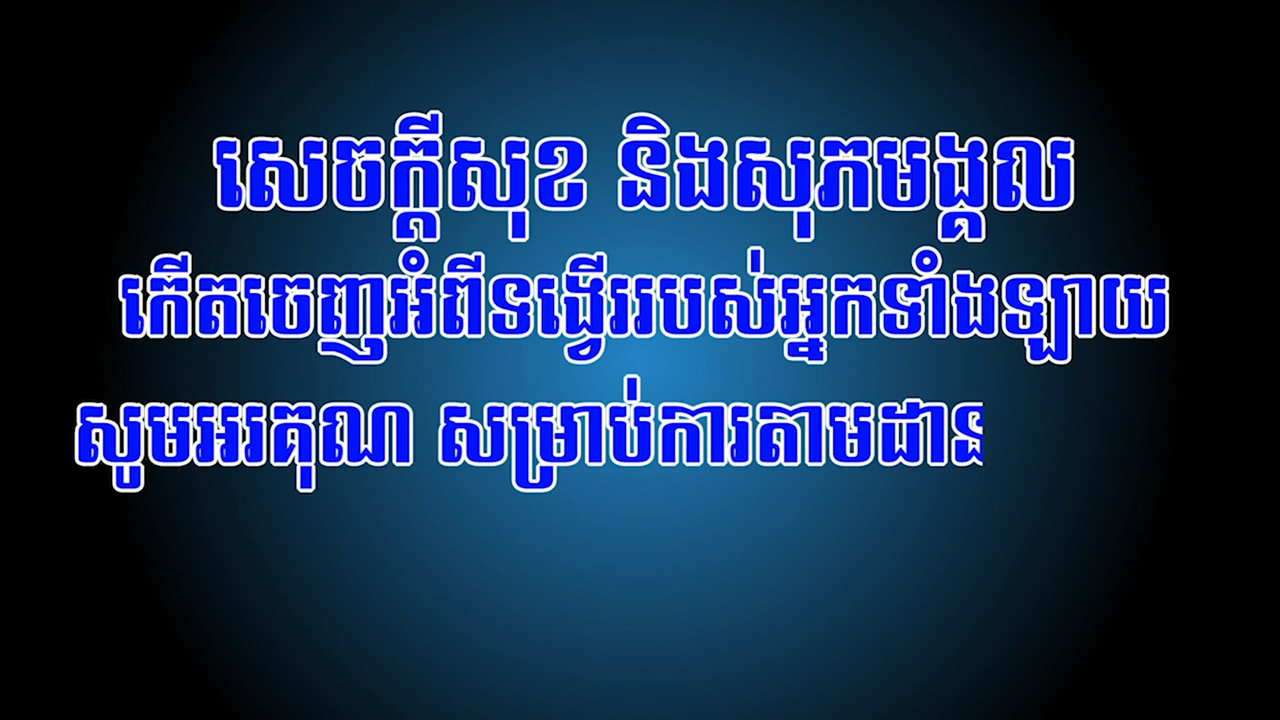 សេចក្តីសុខ និងសុភមង្គល
កើតចេញអំពីទង្វើររបស់អ្នកទាំងឡាយ
សូមអរគុណ សម្រាប់ការតាមដាន